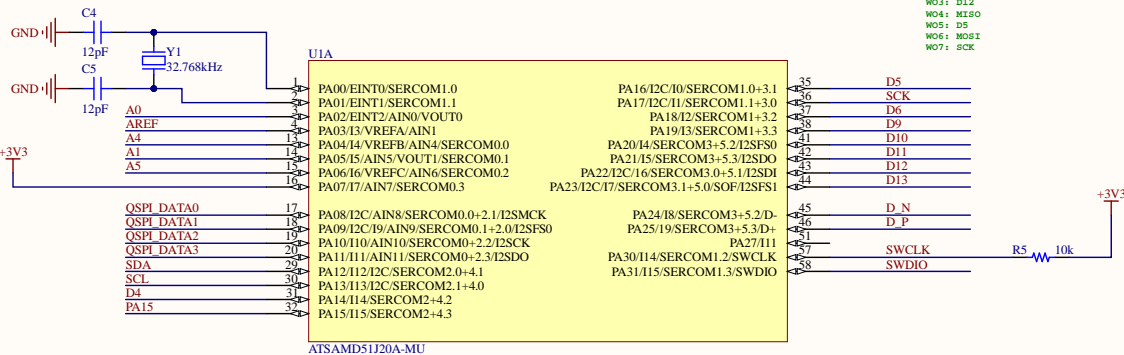 WO3: D12
WO4: MISO
WO5: D5
WO6: MOSI
WO7: SCK
C4
GND
12pF
Y1
32.768kHz
C5
GND
12pF
U1A
1 PA00/EINT0/SERCOM1.0
2 PA01/EINT1/SERCOM1.1
A0 3 PA02/EINT2/AIN0/VOUT0
AREF 4 PA03/I3/VREFA/AIN1
A4 13 PA04/I4/VREFB/AIN4/SERCOM0.0
A1 14 PA05/I5/AIN5/VOUT1/SERCOM0.1
A5 15 PA06/I6/VREFC/AIN6/SERCOM0.2
+3V3 16 PA07/I7/AIN7/SERCOM0.3
QSPI_DATA0 17 PA08/I2C/AIN8/SERCOM0.0+2.1/I2SMCK
QSPI_DATA1 18 PA09/I2C/I9/AIN9/SERCOM0.1+2.0/I2SFS0
QSPI_DATA2 19 PA10/I10/AIN10/SERCOM0+2.2/I2SCK
QSPI_DATA3 20 PA11/I11/AIN11/SERCOM0+2.3/I2SDO
SDA 29 PA12/I12/I2C/SERCOM2.0+4.1
SCL 30 PA13/I13/I2C/SERCOM2.1+4.0
D4 31 PA14/I14/SERCOM2+4.2
PA15 32 PA15/I15/SERCOM2+4.3
PA16/I2C/I0/SERCOM1.0+3.1 35 D5
PA17/I2C/I1/SERCOM1.1+3.0 36 SCK
PA18/I2/SERCOM1+3.2 37 D6
PA19/I3/SERCOM1+3.3 38 D9
PA20/I4/SERCOM3+5.2/I2SFS0 41 D10
PA21/I5/SERCOM3+5.3/I2SDO 42 D11
PA22/I2C/16/SERCOM3.0+5.1/I2SDI 43 D12
PA23/I2C/I7/SERCOM3.1+5.0/SOF/I2SFS1 44 D13
PA24/I8/SERCOM3+5.2/D- 45 D_N
PA25/19/SERCOM3+5.3/D+ 46 D_P
PA27/I11 51
PA30/I14/SERCOM1.2/SWCLK 57 SWCLK R5 10k +3V3
PA31/I15/SERCOM1.3/SWDIO 58 SWDIO
ATSAMD51J20A-MU